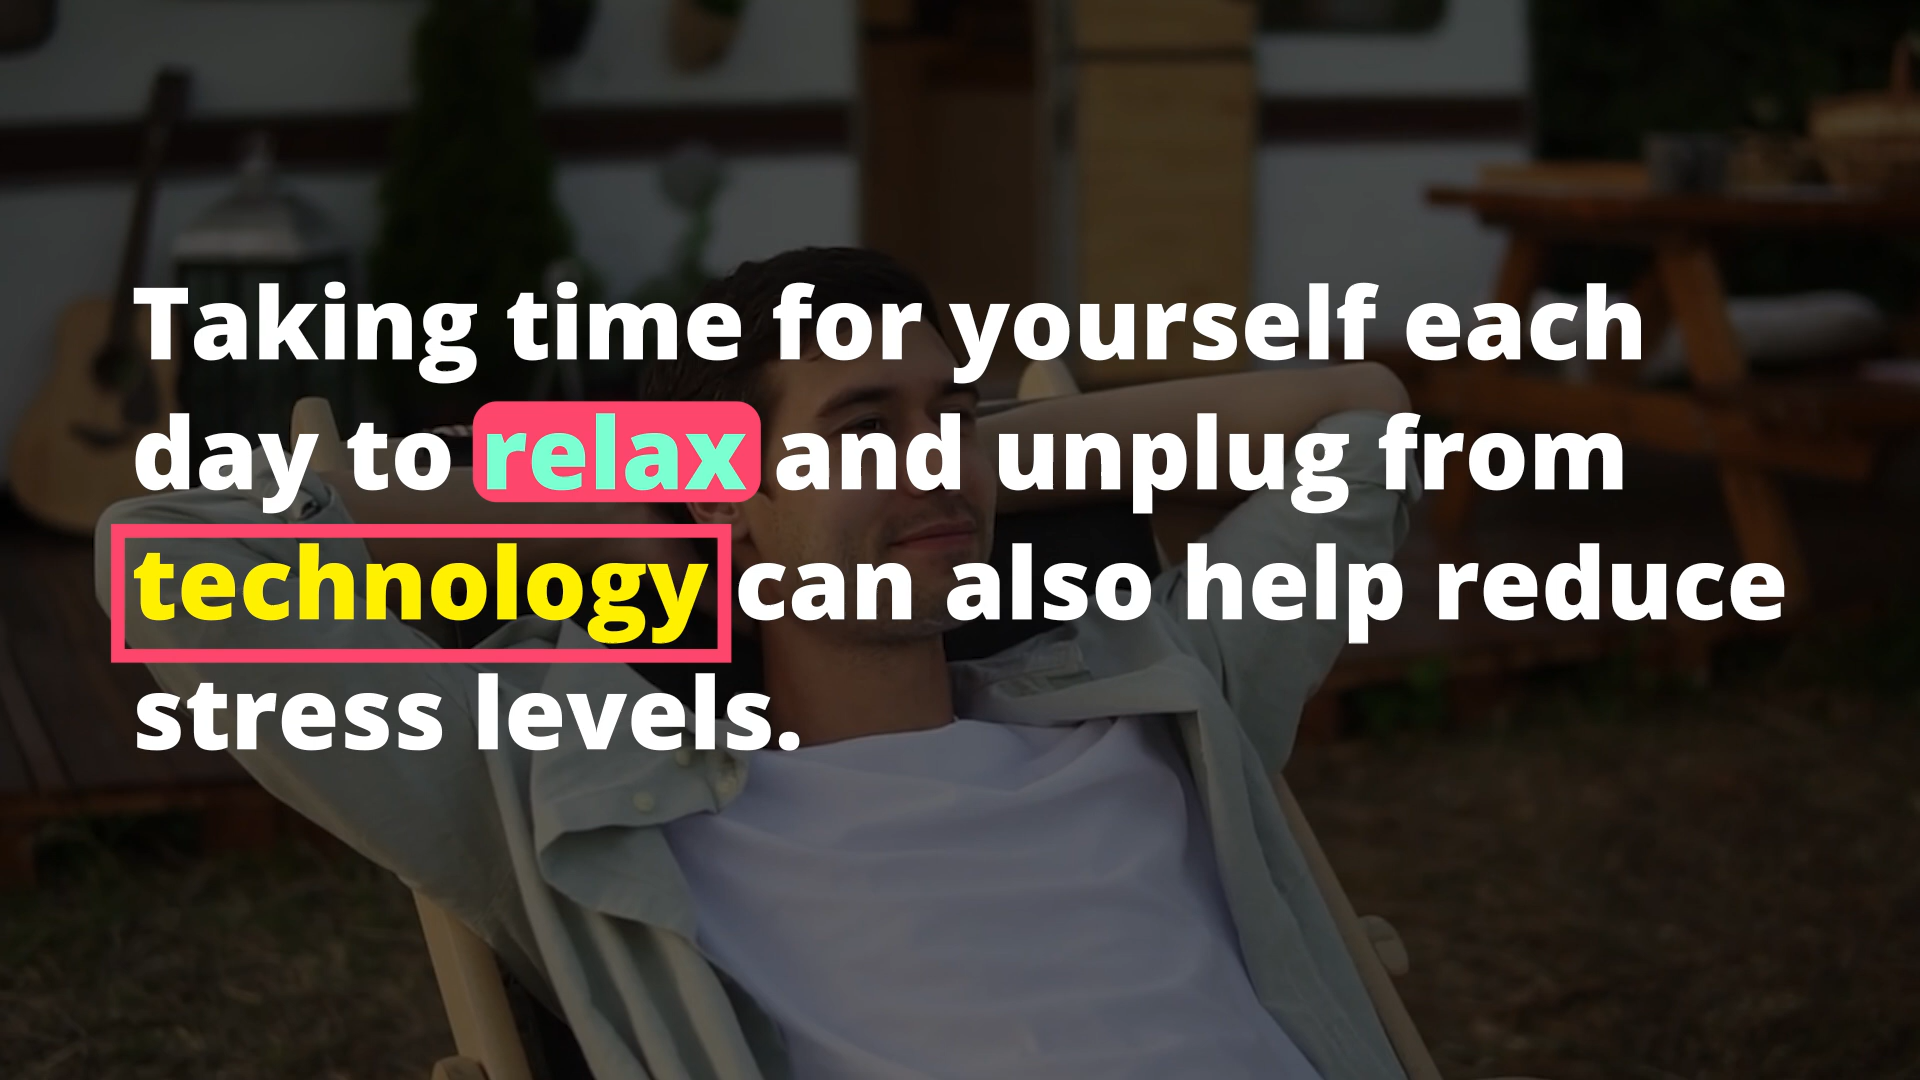 Taking time for yourself each
day to relax and unplug from
technology can also help reduce
stress levels.